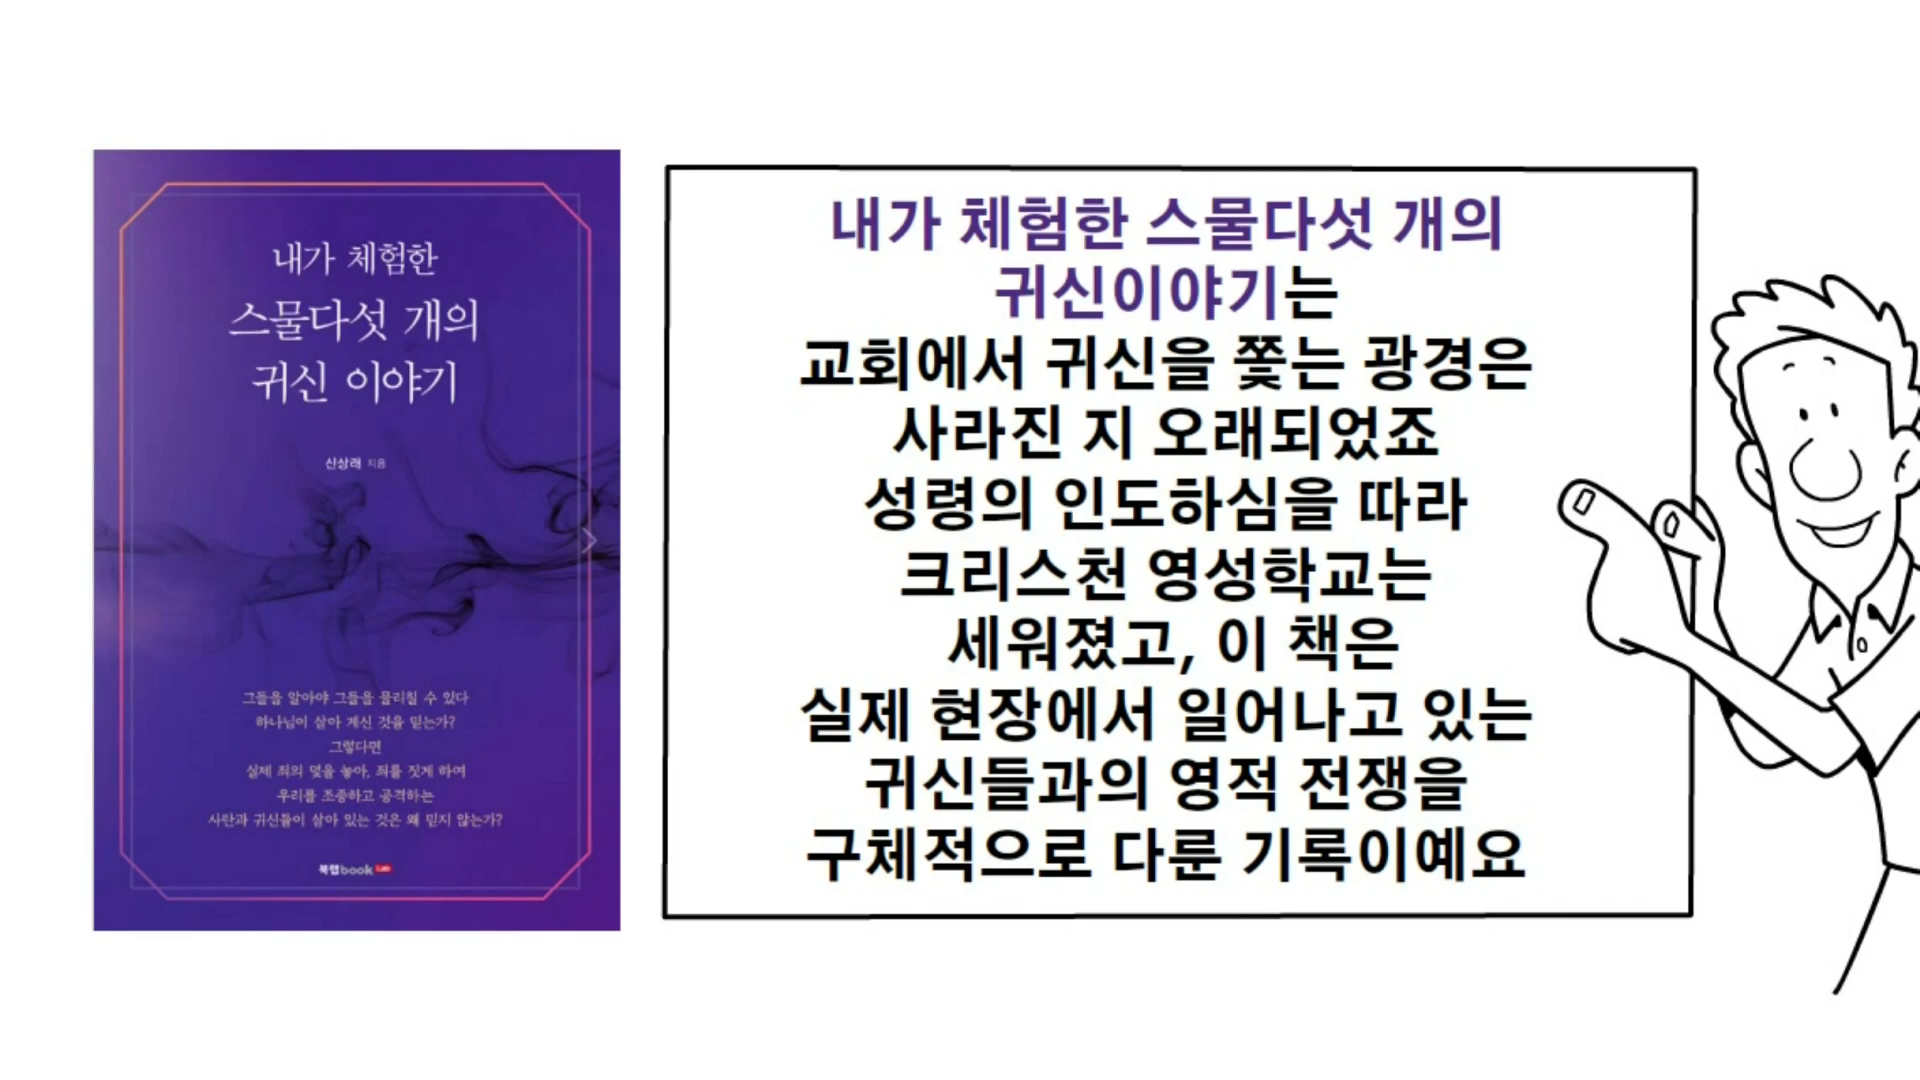 내가 체험한
스물다섯 개의
귀신 이야기
신상래 지음
그들을 알아야 그들을 물리칠 수 있다
하나님이 살아 계신 것을 믿는가?
그렇다면
실제 죄의 덫을 놓아, 죄를 짓게 하여
우리를 조종하고 공격하는
사탄과 귀신들이 살아 있는 것은 왜 믿지 않는가?
북랩book Lab
내가 체험한 스물다섯 개의
귀신이야기는
교회에서 귀신을 쫓는 광경은
사라진 지 오래되었죠
성령의 인도하심을 따라
크리스천 영성학교는
세워졌고, 이 책은
실제 현장에서 일어나고 있는
귀신들과의 영적 전쟁을
구체적으로 다룬 기록이예요